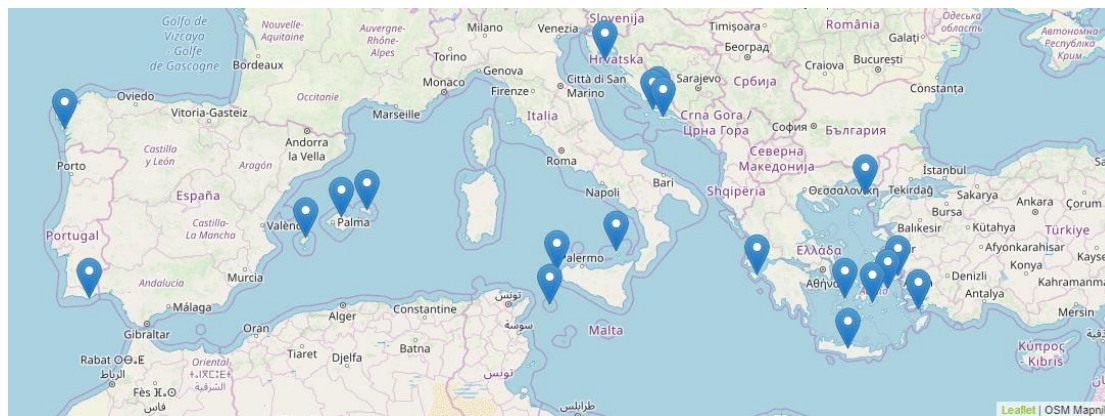 Golfo de
Vizcaya
- Golfe
de Gascogne
Nouvelle-
Aquitaine
Auvergne-
Rhône-
Alpes
Bordeaux
Occitanie
Marseille
Monaco
Torino
Milano
Genova
Venezia
Firenze
Città di San
Marino
Italia
Roma
Napoli
Bari
Palermo
Malta
Slovenija
Hrvatska
Sarajevo
Timișoara
Београд
Србија
România
Craiova
București
Galați
Constanța
Одеська
область
Автономна
Республіка
Крим
Crna Gora /
Црна Гора
София
България
Северна
Македонија
Shqipëria
Θεσσαλονίκη
Ελλάδα
Tekirdağ
İstanbul
Bursa
Balıkesir
Sakarya
Ankara
Çorum
Kütahya
Türkiye
Afyonkarahisar
Denizli
Konya
Antalya
Kahramanmaraş
Mersin
Κύπρος
Kıbrıs
Oviedo
Vitoria-Gasteiz
Andorra
la Vella
Castilla
y León
Aragón
Porto
España
Portugal
Castilla-
La Mancha
Palma
Murcia
Andalucía
Málaga
Gibraltar
Rabat ⵔⴱⴰⵟ
الرباط
Fès ⴼⴰⵙ
فاس
Oriental
الشرقية
Oran
Tiaret
Alger
Djelfa
Constantine
Batna
تونس
سوسة
تونس
طرابلس
Leaflet | OSM Mapnik